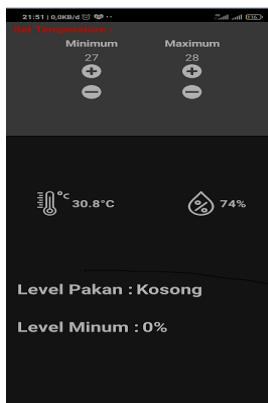 21:51 | 0,0KB/d
Set Temperature :
Minimum Maximum
27 28
30.8°C 74%
Level Pakan : Kosong
Level Minum : 0%